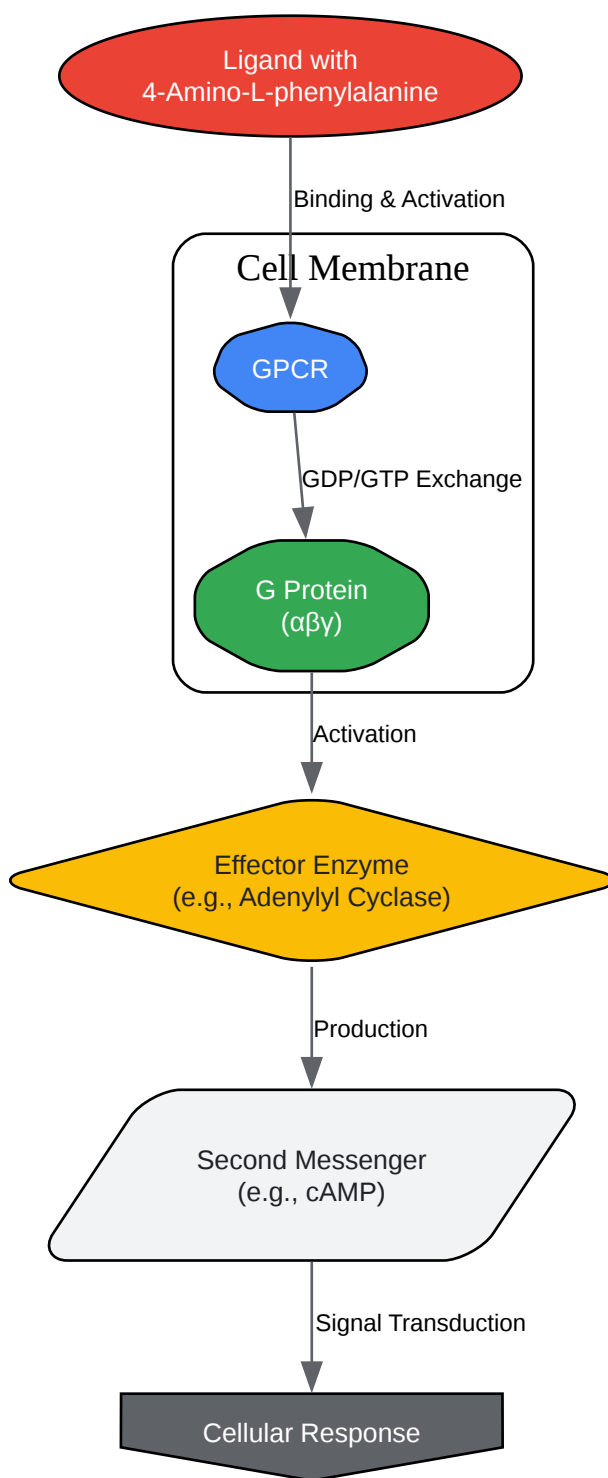 Ligand with
4-Amino-L-phenylalanine
Binding & Activation
Cell Membrane
GPCR
GDP/GTP Exchange
G Protein
(αβγ)
Activation
Effector Enzyme
(e.g., Adenylyl Cyclase)
Production
Second Messenger
(e.g., cAMP)
Signal Transduction
Cellular Response